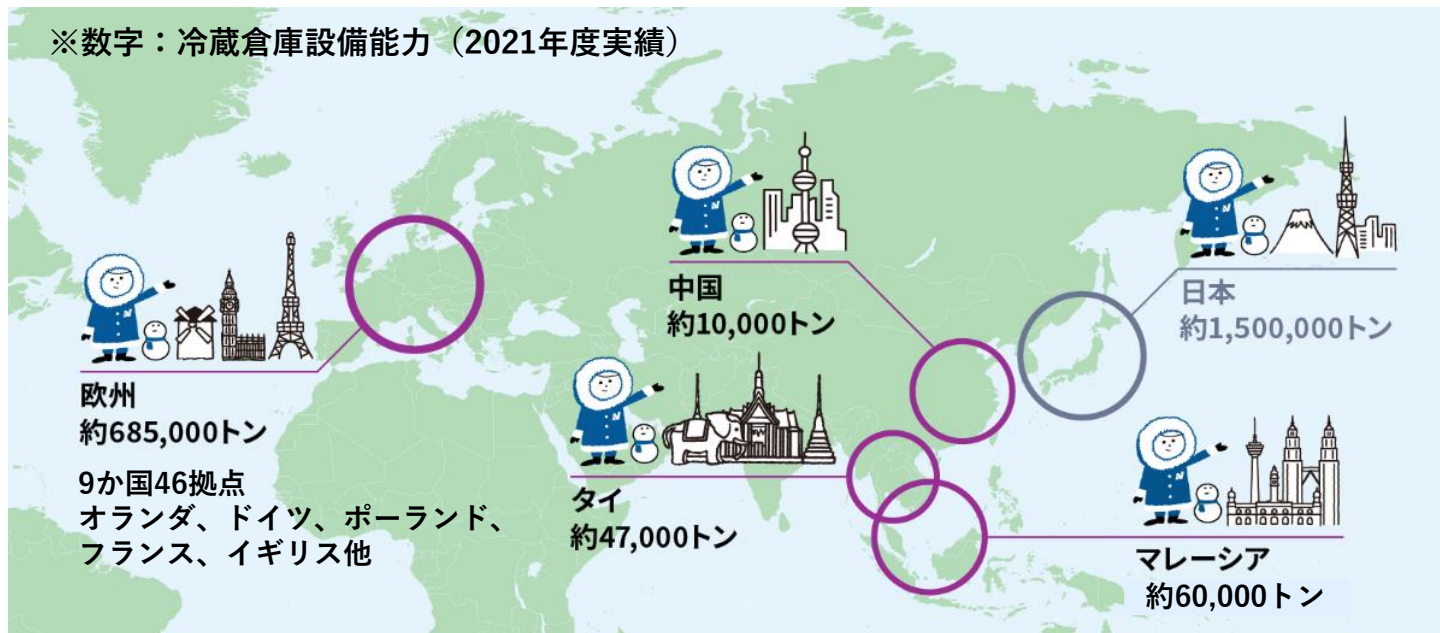 ※数字：冷蔵倉庫設備能力（2021年度実績）
中国
約10,000トン
日本
約1,500,000トン
欧州
約685,000トン
9か国46拠点
オランダ、ドイツ、ポーランド、
フランス、イギリス他
タイ
約47,000トン
マレーシア
約60,000トン